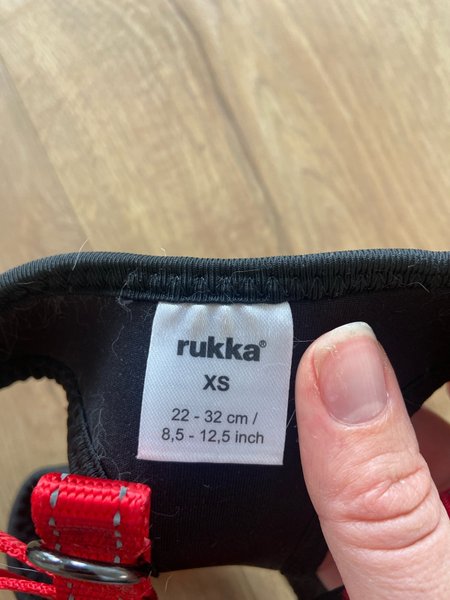 rukka®
XS
22 - 32 cm /
8,5 - 12,5 inch